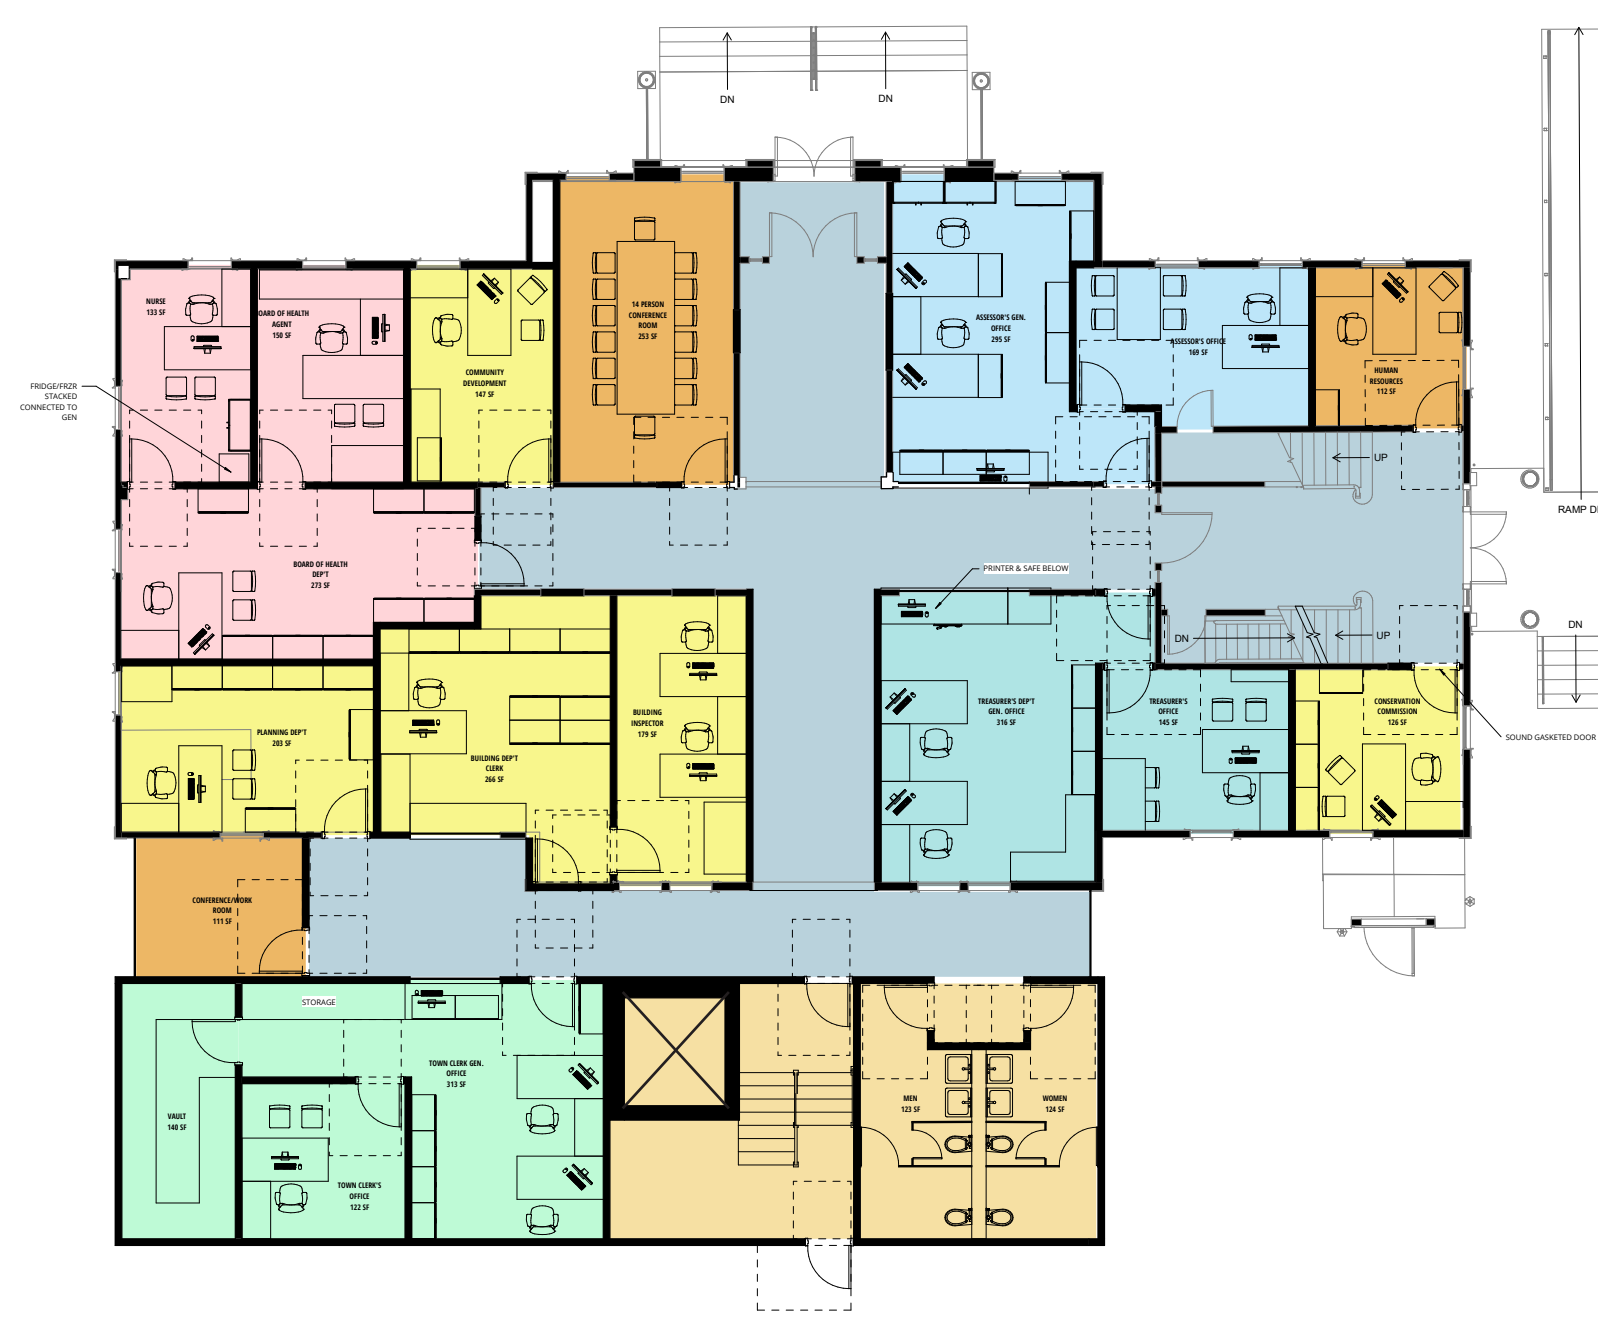 DN
DN
NURSE
133 SF
OARD OF HEALTH
AGENT
150 SF
14 PERSON
CONFERENCE
ROOM
253 SF
ASSESSOR'S GEN.
OFFICE
295 SF
ASSESSOR'S OFFICE
169 SF
HUMAN
RESOURCES
112 SF
COMMUNITY
DEVELOPMENT
147 SF
FRIDGE/FRZR
STACKED
CONNECTED TO
GEN
UP
RAMP D
BOARD OF HEALTH
DEP'T
273 SF
PRINTER & SAFE BELOW
DN
UP
DN
PLANNING DEP'T
203 SF
BUILDING DEP'T
CLERK
266 SF
BUILDING
INSPECTOR
179 SF
TREASURER'S DEP'T
GEN. OFFICE
316 SF
TREASURER'S
OFFICE
145 SF
CONSERVATION
COMMISSION
126 SF
SOUND GASKETED DOOR
CONFERENCE/WORK
ROOM
111 SF
STORAGE
TOWN CLERK GEN.
OFFICE
313 SF
VAULT
140 SF
TOWN CLERK'S
OFFICE
122 SF
MEN
123 SF
WOMEN
124 SF